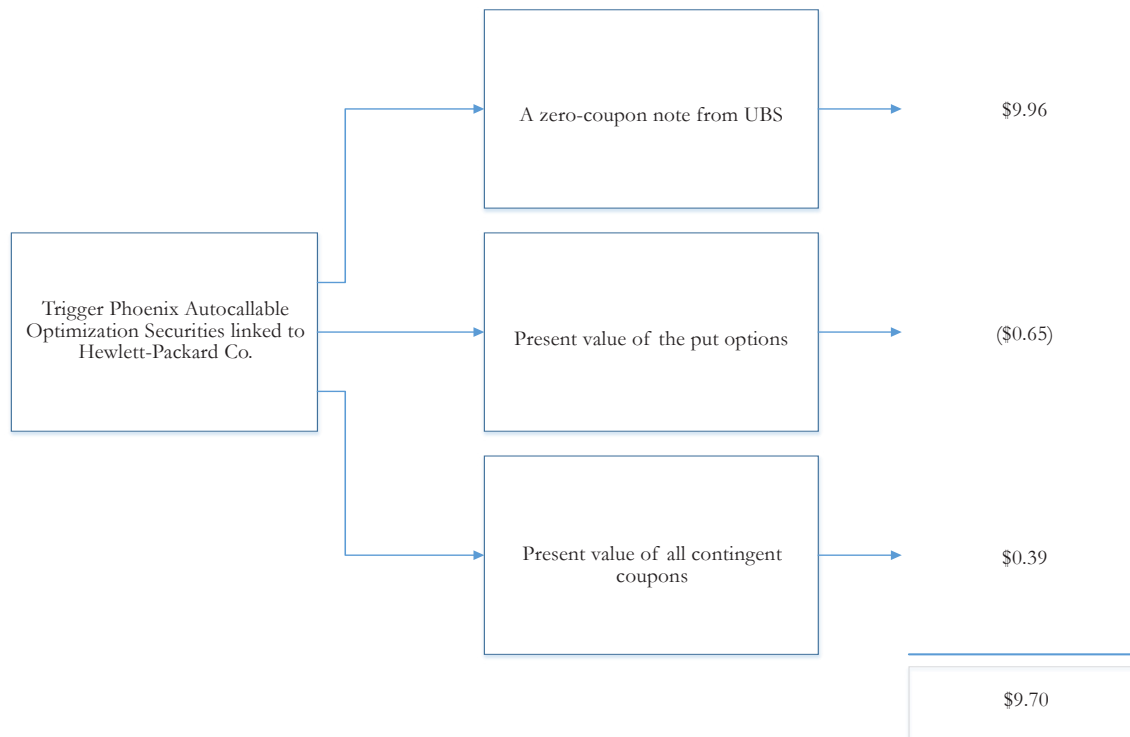 A zero-coupon note from UBS
$9.96
Trigger Phoenix Autocallable
Optimization Securities linked to
Hewlett-Packard Co.
Present value of the put options
($0.65)
Present value of all contingent
coupons
$0.39
$9.70